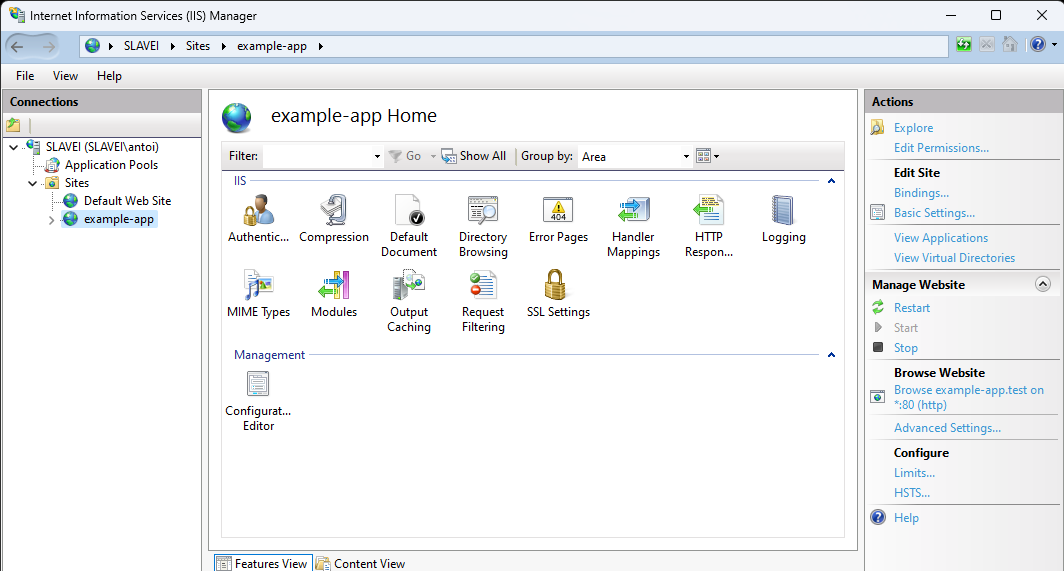 Internet Information Services (IIS) Manager
SLAVEI Sites example-app
File View Help
Connections
SLAVEI (SLAVEI\antoi)
Application Pools
Sites
Default Web Site
example-app
example-app Home
Filter: Go Show All Group by: Area
IIS
Authentic... Compression Default Document Directory Browsing Error Pages Handler Mappings HTTP Respon... Logging
MIME Types Modules Output Caching Request Filtering SSL Settings
Management
Configurat... Editor
Features View Content View
Actions
Explore
Edit Permissions...
Edit Site
Bindings...
Basic Settings...
View Applications
View Virtual Directories
Manage Website
Restart
Start
Stop
Browse Website
Browse example-app.test on
*:80 (http)
Advanced Settings...
Configure
Limits...
HSTS...
Help